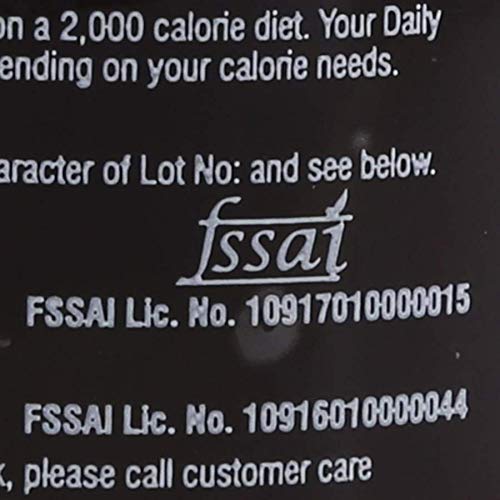 on a 2,000 calorie diet. Your Daily
ending on your calorie needs.
aracter of Lot No: and see below.
fssai
FSSAI Lic. No. 10917010000015
FSSAI Lic. No. 10916010000044
, please call customer care